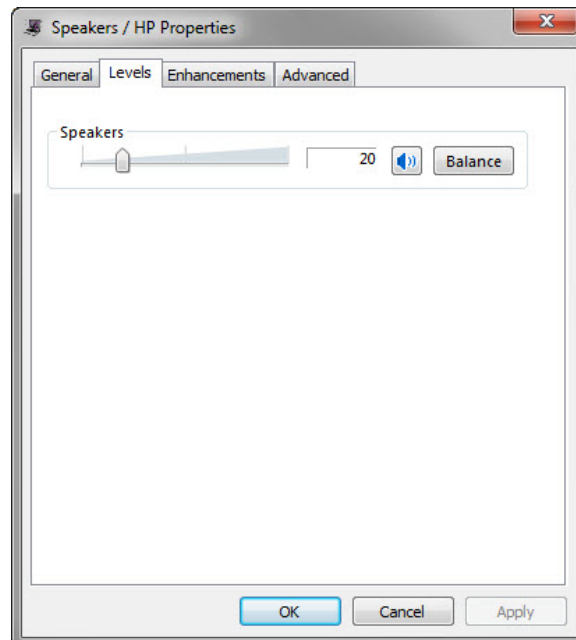 Speakers / HP Properties
General Levels Enhancements Advanced
Speakers
20 Balance
OK Cancel Apply